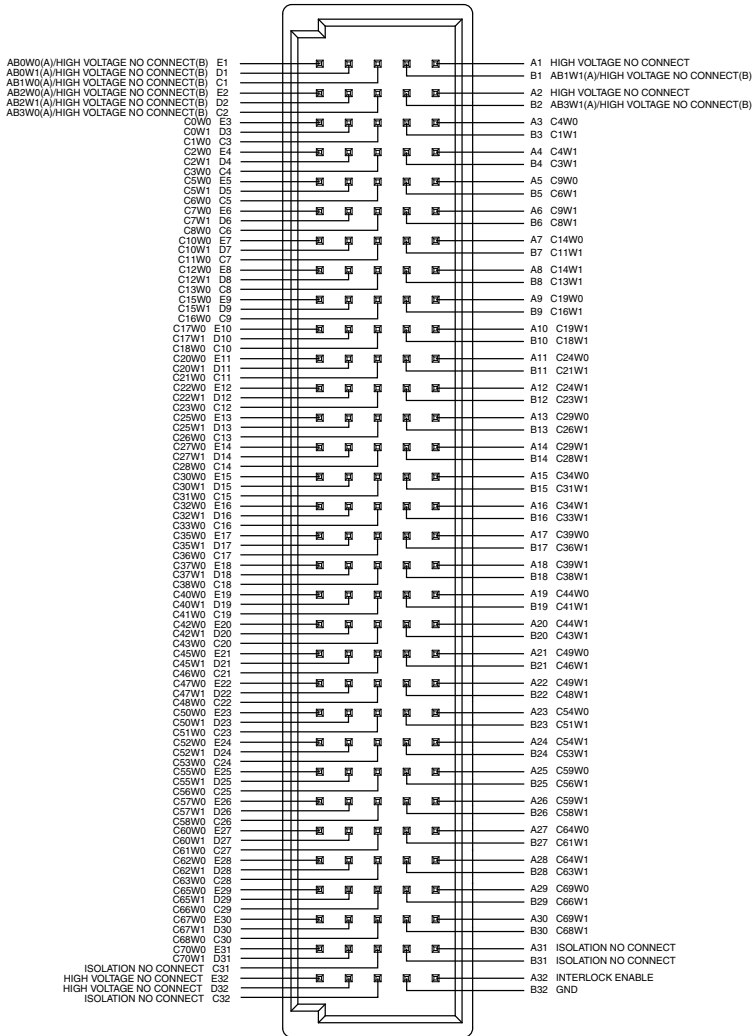 AB0W0(A)/HIGH VOLTAGE NO CONNECT(B) E1
AB0W1(A)/HIGH VOLTAGE NO CONNECT(B) D1
AB1W0(A)/HIGH VOLTAGE NO CONNECT(B) C1
AB2W0(A)/HIGH VOLTAGE NO CONNECT(B) E2
AB2W1(A)/HIGH VOLTAGE NO CONNECT(B) D2
AB3W0(A)/HIGH VOLTAGE NO CONNECT(B) C2
C0W0 E3
C0W1 D3
C1W0 C3
C2W0 E4
C2W1 D4
C3W0 C4
C5W0 E5
C5W1 D5
C6W0 C5
C7W0 E6
C7W1 D6
C8W0 C6
C10W0 E7
C10W1 D7
C11W0 C7
C12W0 E8
C12W1 D8
C13W0 C8
C15W0 E9
C15W1 D9
C16W0 C9
C17W0 E10
C17W1 D10
C18W0 C10
C20W0 E11
C20W1 D11
C21W0 C11
C22W0 E12
C22W1 D12
C23W0 C12
C25W0 E13
C25W1 D13
C26W0 C13
C27W0 E14
C27W1 D14
C28W0 C14
C30W0 E15
C30W1 D15
C31W0 C15
C32W0 E16
C32W1 D16
C33W0 C16
C35W0 E17
C35W1 D17
C36W0 C17
C37W0 E18
C37W1 D18
C38W0 C18
C40W0 E19
C40W1 D19
C41W0 C19
C42W0 E20
C42W1 D20
C43W0 C20
C45W0 E21
C45W1 D21
C46W0 C21
C47W0 E22
C47W1 D22
C48W0 C22
C50W0 E23
C50W1 D23
C51W0 C23
C52W0 E24
C52W1 D24
C53W0 C24
C55W0 E25
C55W1 D25
C56W0 C25
C57W0 E26
C57W1 D26
C58W0 C26
C60W0 E27
C60W1 D27
C61W0 C27
C62W0 E28
C62W1 D28
C63W0 C28
C65W0 E29
C65W1 D29
C66W0 C29
C67W0 E30
C67W1 D30
C68W0 C30
C70W0 E31
C70W1 D31
ISOLATION NO CONNECT C31
HIGH VOLTAGE NO CONNECT E32
HIGH VOLTAGE NO CONNECT D32
ISOLATION NO CONNECT C32
A1 HIGH VOLTAGE NO CONNECT
B1 AB1W1(A)/HIGH VOLTAGE NO CONNECT(B)
A2 HIGH VOLTAGE NO CONNECT
B2 AB3W1(A)/HIGH VOLTAGE NO CONNECT(B)
A3 C4W0
B3 C1W1
A4 C4W1
B4 C3W1
A5 C9W0
B5 C6W1
A6 C9W1
B6 C8W1
A7 C14W0
B7 C11W1
A8 C14W1
B8 C13W1
A9 C19W0
B9 C16W1
A10 C19W1
B10 C18W1
A11 C24W0
B11 C21W1
A12 C24W1
B12 C23W1
A13 C29W0
B13 C26W1
A14 C29W1
B14 C28W1
A15 C34W0
B15 C31W1
A16 C34W1
B16 C33W1
A17 C39W0
B17 C36W1
A18 C39W1
B18 C38W1
A19 C44W0
B19 C41W1
A20 C44W1
B20 C43W1
A21 C49W0
B21 C46W1
A22 C49W1
B22 C48W1
A23 C54W0
B23 C51W1
A24 C54W1
B24 C53W1
A25 C59W0
B25 C56W1
A26 C59W1
B26 C58W1
A27 C64W0
B27 C61W1
A28 C64W1
B28 C63W1
A29 C69W0
B29 C66W1
A30 C69W1
B30 C68W1
A31 ISOLATION NO CONNECT
B31 ISOLATION NO CONNECT
A32 INTERLOCK ENABLE
B32 GND